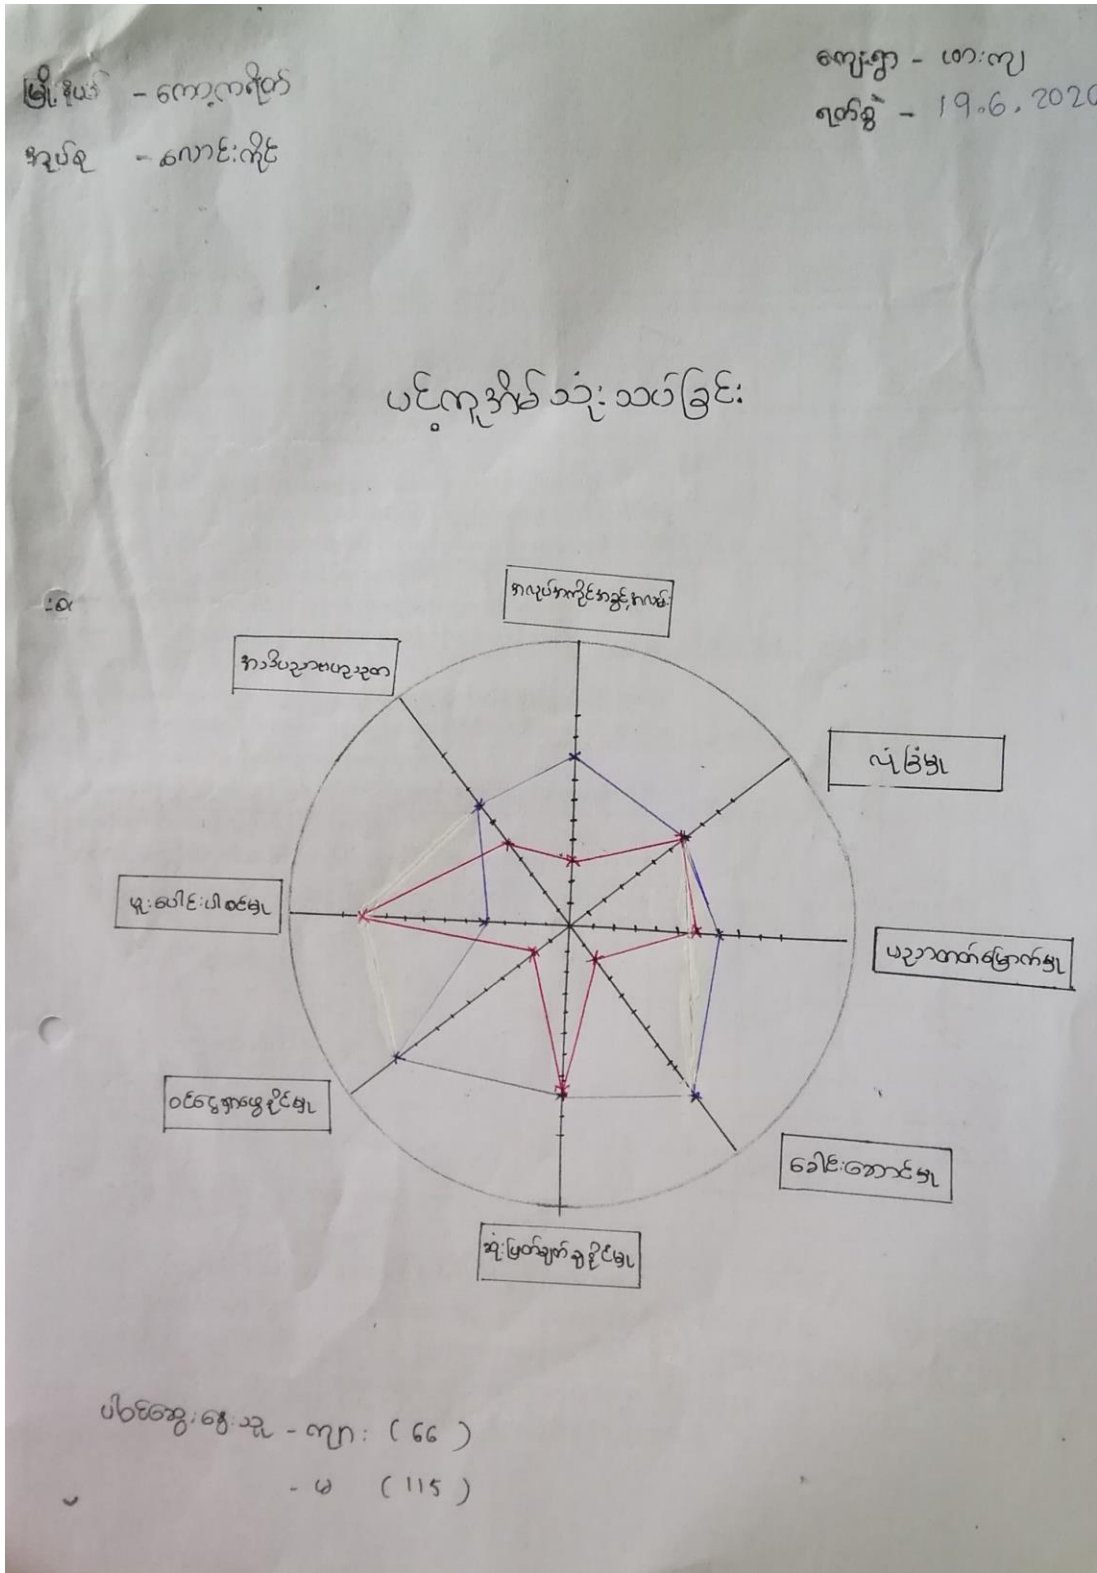 မြို့နယ် - ကော့ကရိတ်
ကျေးရွာ - ဖားကျ
အုပ်စု - လောင်းကိုင်
ရက်စွဲ - 19.6.2020
ပင့်ကူအိမ်သုံးသပ်ခြင်း
အလုပ်အကိုင်အခွင့်အလမ်း
လုံခြုံမှု
ပညာတတ်မြောက်မှု
ခေါင်းဆောင်မှု
ဆုံးဖြတ်ချက်ချနိုင်မှု
ဝင်ငွေရှာဖွေနိုင်မှု
ပူးပေါင်းပါဝင်မှု
ပါဝင်ဆွေးနွေးသူ - ကျား (66)
- မ (115)